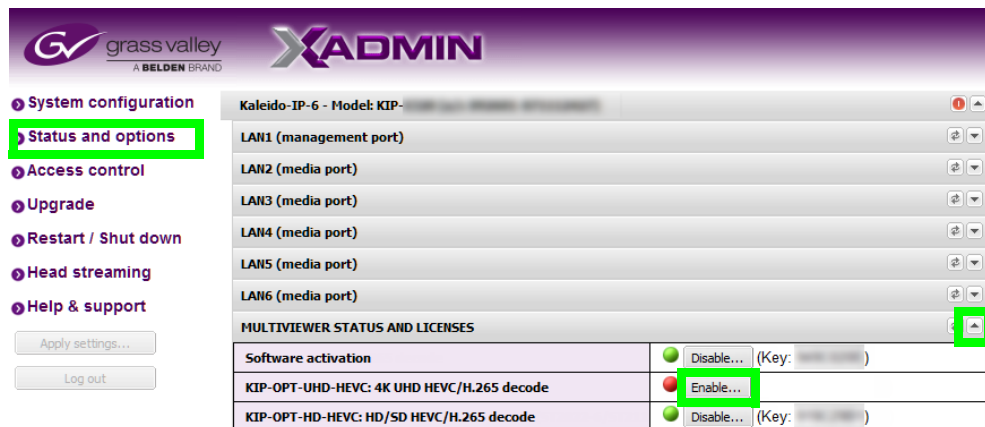 grass valley
A BELDEN BRAND
XADMIN
System configuration
Status and options
Access control
Upgrade
Restart / Shut down
Head streaming
Help & support
Apply settings...
Log out
Kaleido-IP-6 - Model: KIP-
LAN1 (management port)
LAN2 (media port)
LAN3 (media port)
LAN4 (media port)
LAN5 (media port)
LAN6 (media port)
MULTIVIEWER STATUS AND LICENSES
Software activation Disable... (Key: )
KIP-OPT-UHD-HEVC: 4K UHD HEVC/H.265 decode Enable...
KIP-OPT-HD-HEVC: HD/SD HEVC/H.265 decode Disable... (Key: )